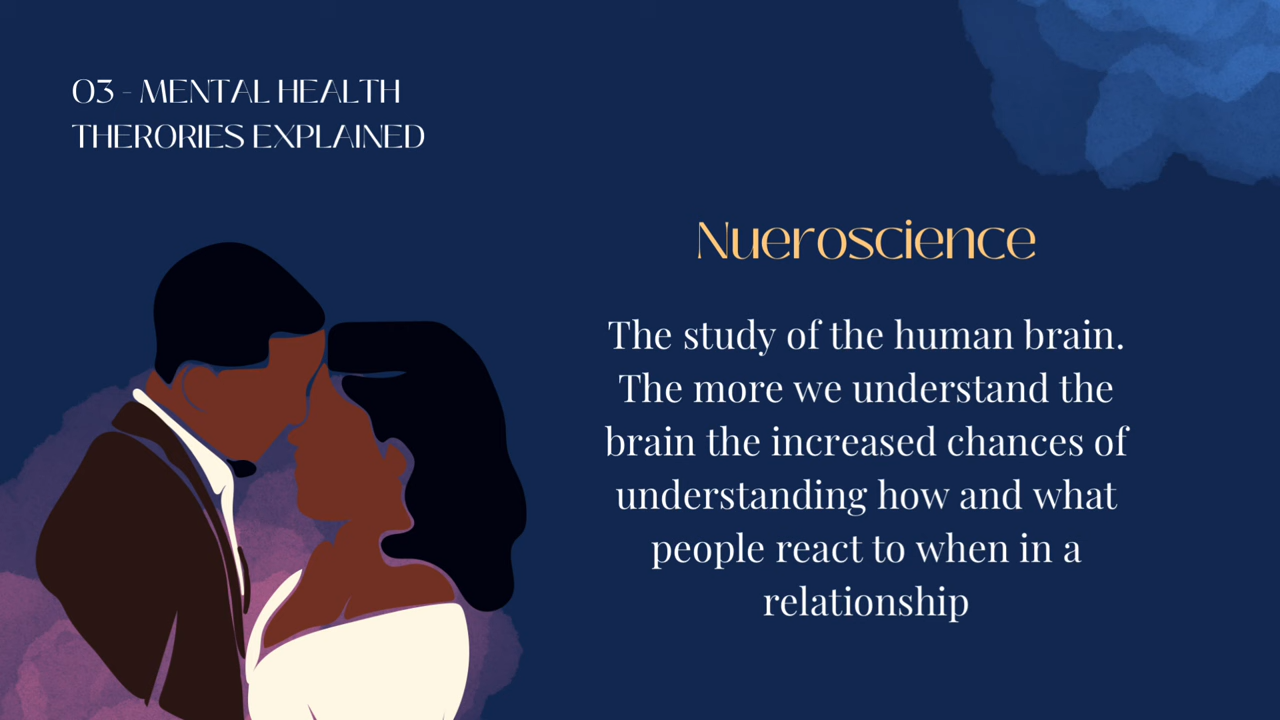 03 - MENTAL HEALTH
THERORIES EXPLAINED
Nueroscience
The study of the human brain.
The more we understand the
brain the increased chances of
understanding how and what
people react to when in a
relationship